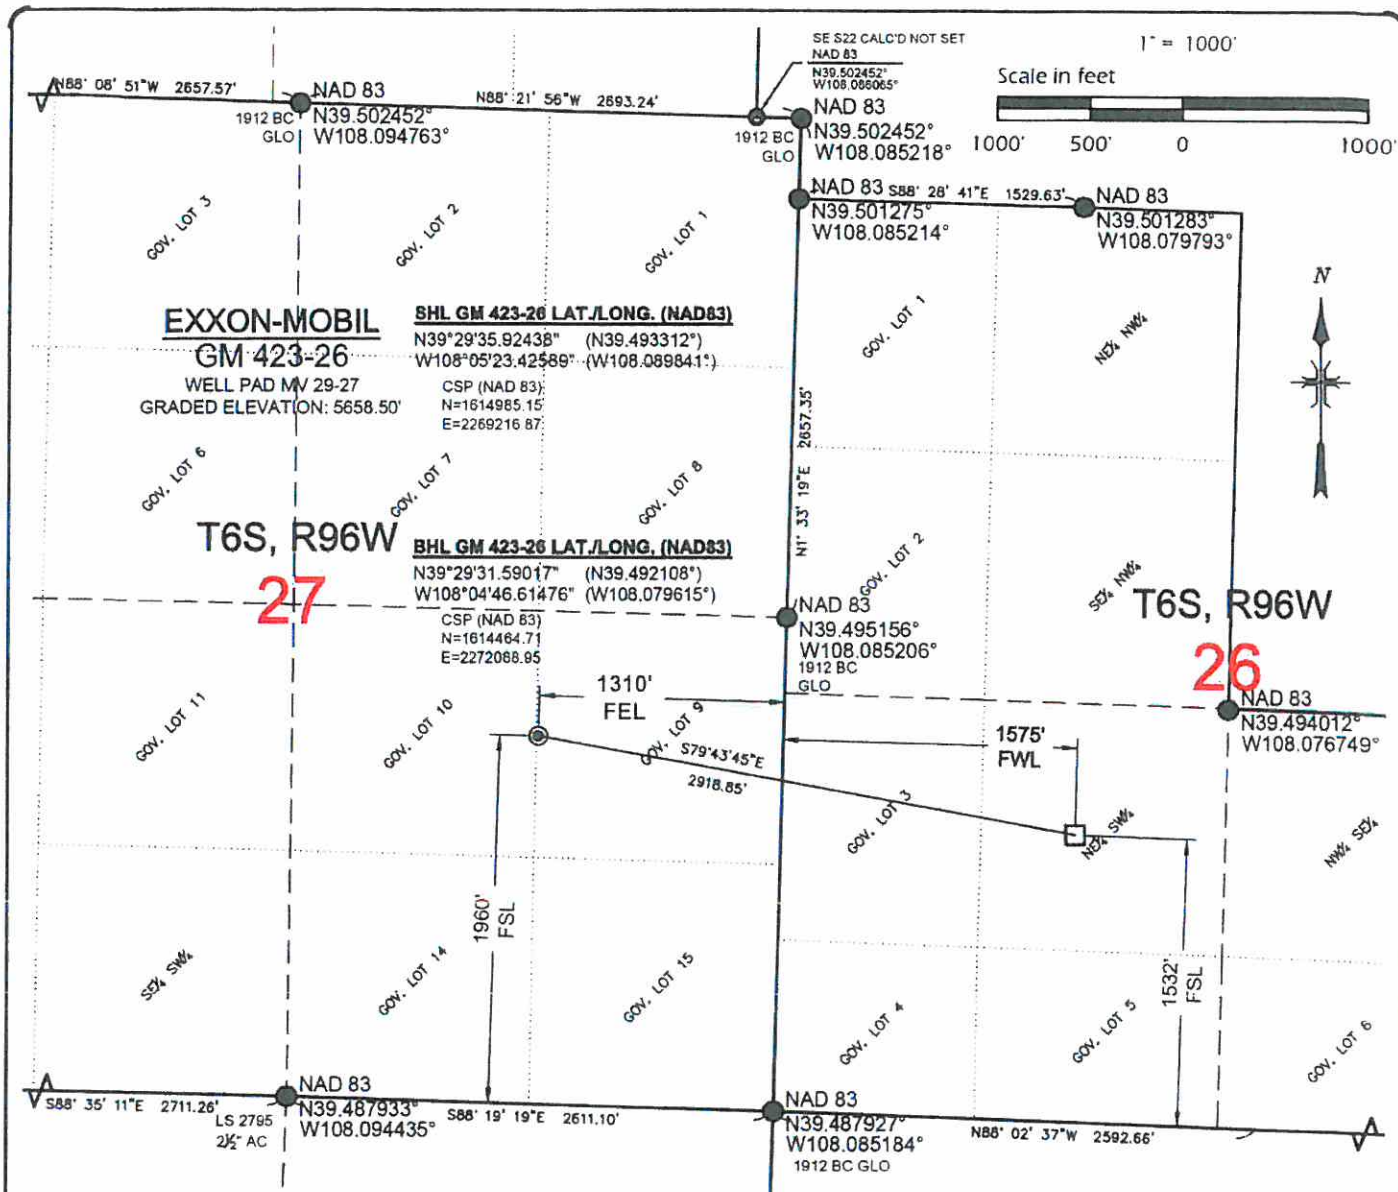 SE S22 CALC'D NOT SET
NAD 83
N39.502452°
W108.086065°
1" = 1000'
Scale in feet
1000' 500' 0 1000'
N88° 08' 51"W 2657.57'
NAD 83
1912 BC
GLO
N39.502452°
W108.094763°
N88° 21' 56"W 2693.24'
1912 BC
GLO
NAD 83
N39.502452°
W108.085218°
NAD 83
N39.501275°
W108.085214°
S88° 28' 41"E 1529.63'
NAD 83
N39.501283°
W108.079793°
GOV. LOT 3
GOV. LOT 2
GOV. LOT 1
GOV. LOT 1
NE¼ NW¼
N
EXXON-MOBIL
GM 423-26
WELL PAD MV 29-27
GRADED ELEVATION: 5658.50'
SHL GM 423-26 LAT./LONG. (NAD83)
N39°29'35.92438" (N39.493312°)
W108°05'23.42589" (W108.089841°)
CSP (NAD 83)
N=1614985.15
E=2269216.87
N1° 33' 19"E 2657.35'
GOV. LOT 6
GOV. LOT 7
GOV. LOT 8
GOV. LOT 2
SE¼ NW¼
T6S, R96W
27
BHL GM 423-26 LAT./LONG. (NAD83)
N39°29'31.59017" (N39.492108°)
W108°04'46.61476" (W108.079615°)
CSP (NAD 83)
N=1614464.71
E=2272068.95
NAD 83
N39.495156°
W108.085206°
1912 BC
GLO
T6S, R96W
26
NAD 83
N39.494012°
W108.076749°
1310'
FEL
GOV. LOT 11
GOV. LOT 10
GOV. LOT 9
S79°43'45"E
2918.85'
1575'
FWL
GOV. LOT 3
NE¼ SW¼
NW¼ SE¼
1960'
FSL
1532'
FSL
SE¼ SW¼
GOV. LOT 14
GOV. LOT 15
GOV. LOT 4
GOV. LOT 5
GOV. LOT 6
S88° 35' 11"E 2711.26'
LS 2795
2½" AC
NAD 83
N39.487933°
W108.094435°
S88° 19' 19"E 2611.10'
NAD 83
N39.487927°
W108.085184°
1912 BC GLO
N88° 02' 37"W 2592.66'